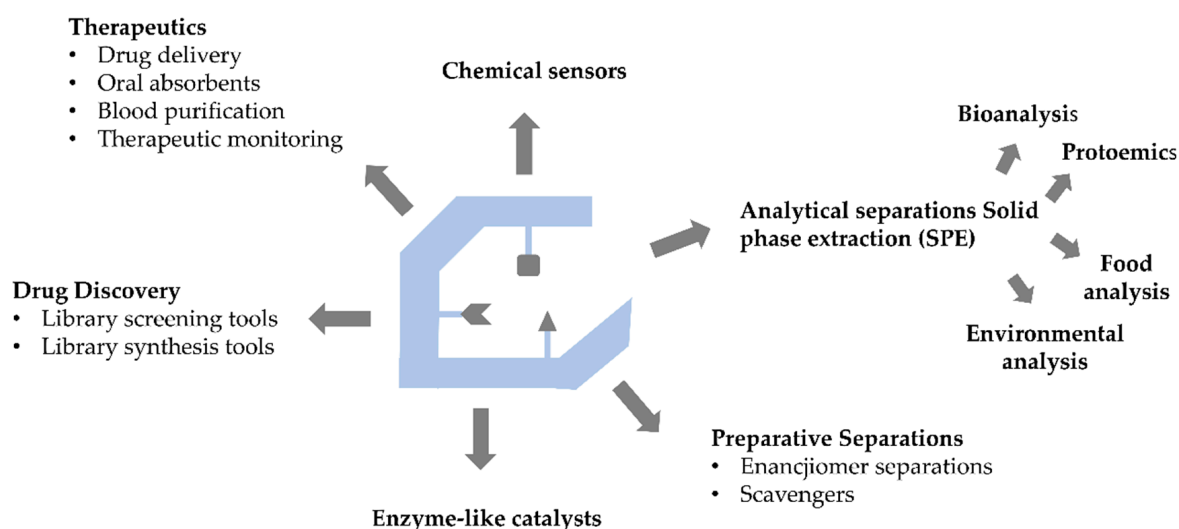 Therapeutics
• Drug delivery
• Oral absorbents
• Blood purification
• Therapeutic monitoring
Chemical sensors
Bioanalysis
Protoemics
Analytical separations Solid
phase extraction (SPE)
Food
analysis
Environmental
analysis
Drug Discovery
• Library screening tools
• Library synthesis tools
Preparative Separations
• Enancjiomer separations
• Scavengers
Enzyme-like catalysts